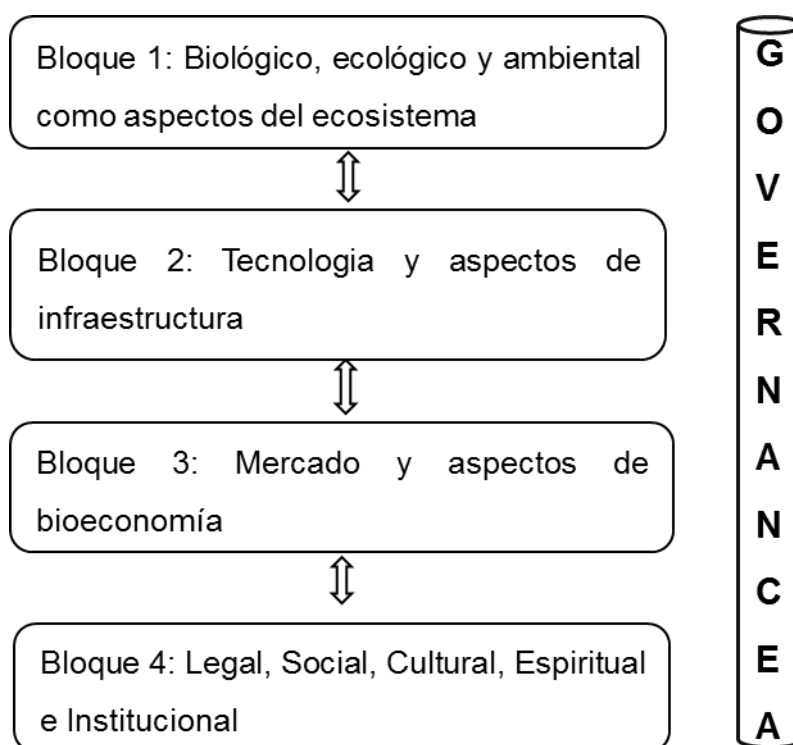 Bloque 1: Biológico, ecológico y ambiental
como aspectos del ecosistema
Bloque 2: Tecnologia y aspectos de
infraestructura
Bloque 3: Mercado y aspectos de
bioeconomía
Bloque 4: Legal, Social, Cultural, Espiritual
e Institucional
G
O
V
E
R
N
A
N
C
E
A